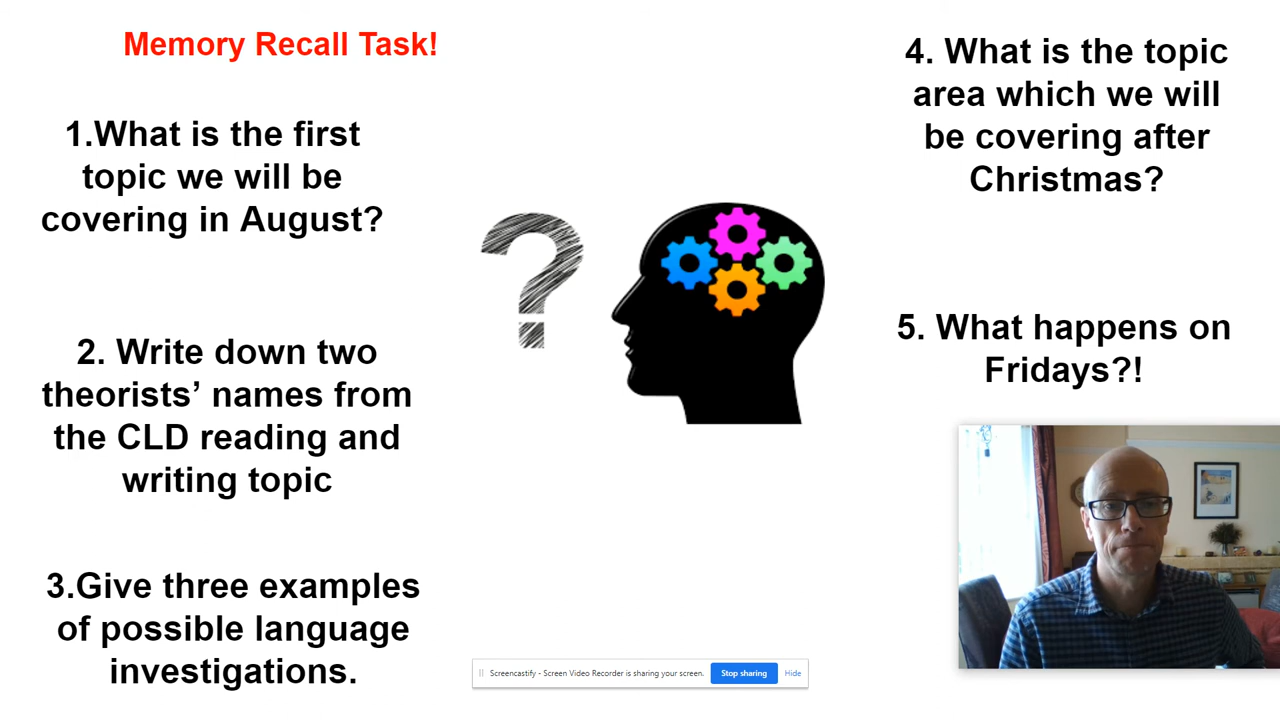 Memory Recall Task!
1.What is the first
topic we will be
covering in August?
2. Write down two
theorists’ names from
the CLD reading and
writing topic
3.Give three examples
of possible language
investigations.
?
4. What is the topic
area which we will
be covering after
Christmas?
5. What happens on
Fridays?!
Screencastify - Screen Video Recorder is sharing your screen. Stop sharing Hide